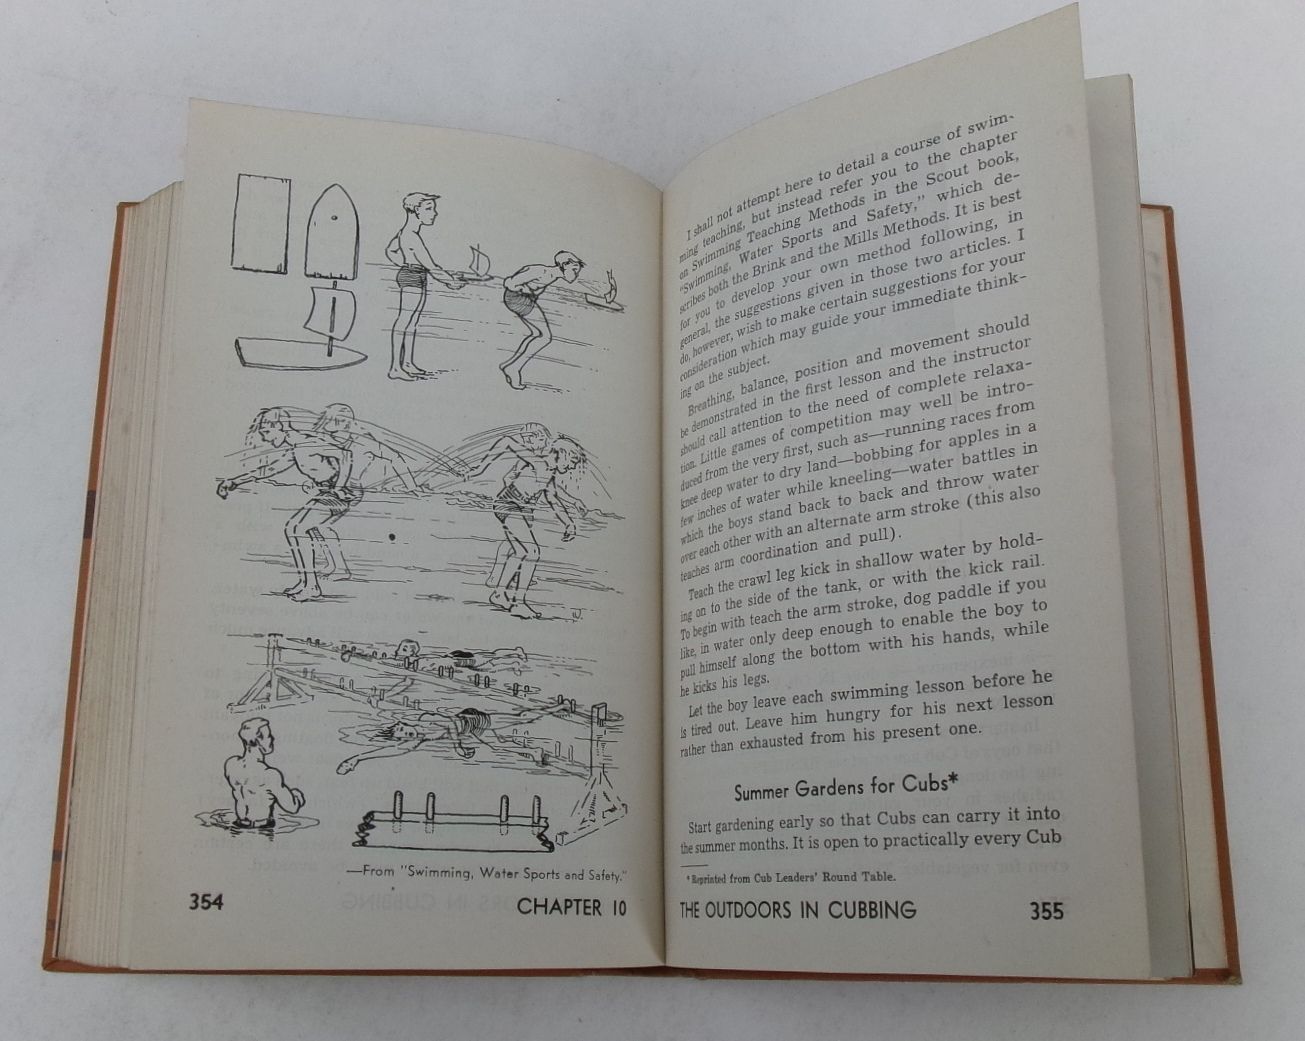 —From "Swimming, Water Sports and Safety."
354
CHAPTER 10
I shall not attempt here to detail a course of swim-
ming teaching, but instead refer you to the chapter
on Swimming Teaching Methods in the Scout book,
"Swimming, Water Sports and Safety," which de-
scribes both the Brink and the Mills Methods. It is best
for you to develop your own method following, in
general, the suggestions given in those two articles. I
do, however, wish to make certain suggestions for your
consideration which may guide your immediate think-
ing on the subject.
Breathing, balance, position and movement should
be demonstrated in the first lesson and the instructor
should call attention to the need of complete relaxa-
tion. Little games of competition may well be intro-
duced from the very first, such as—running races from
knee deep water to dry land—bobbing for apples in a
few inches of water while kneeling—water battles in
which the boys stand back to back and throw water
over each other with an alternate arm stroke (this also
teaches arm coordination and pull).
Teach the crawl leg kick in shallow water by hold-
ing on to the side of the tank, or with the kick rail.
To begin with teach the arm stroke, dog paddle if you
like, in water only deep enough to enable the boy to
pull himself along the bottom with his hands, while
he kicks his legs.
Let the boy leave each swimming lesson before he
is tired out. Leave him hungry for his next lesson
rather than exhausted from his present one.
Summer Gardens for Cubs*
Start gardening early so that Cubs can carry it into
the summer months. It is open to practically every Cub
* Reprinted from Cub Leaders' Round Table.
THE OUTDOORS IN CUBBING
355